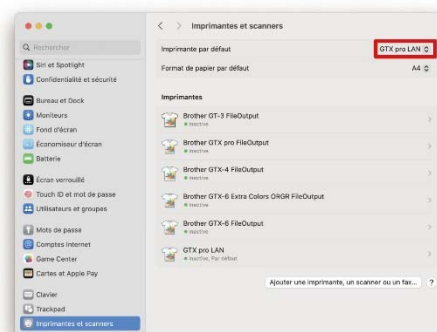 Imprimantes et scanners
Rechercher
Siri et Spotlight
Confidentialité et sécurité
Bureau et Dock
Moniteurs
Fond d'écran
Économiseur d'écran
Batterie
Écran verrouillé
Touch ID et mot de passe
Utilisateurs et groupes
Mots de passe
Comptes Internet
Game Center
Cartes et Apple Pay
Clavier
Trackpad
Imprimantes et scanners
Imprimante par défaut
GTX pro LAN
Format de papier par défaut
A4
Imprimantes
Brother GT-3 FileOutput
inactive
Brother GTX pro FileOutput
inactive
Brother GTX-4 FileOutput
inactive
Brother GTX-6 Extra Colors ORGR FileOutput
inactive
Brother GTX-6 FileOutput
inactive
GTX pro LAN
inactive, Par défaut
Ajouter une imprimante, un scanner ou un fax...
?